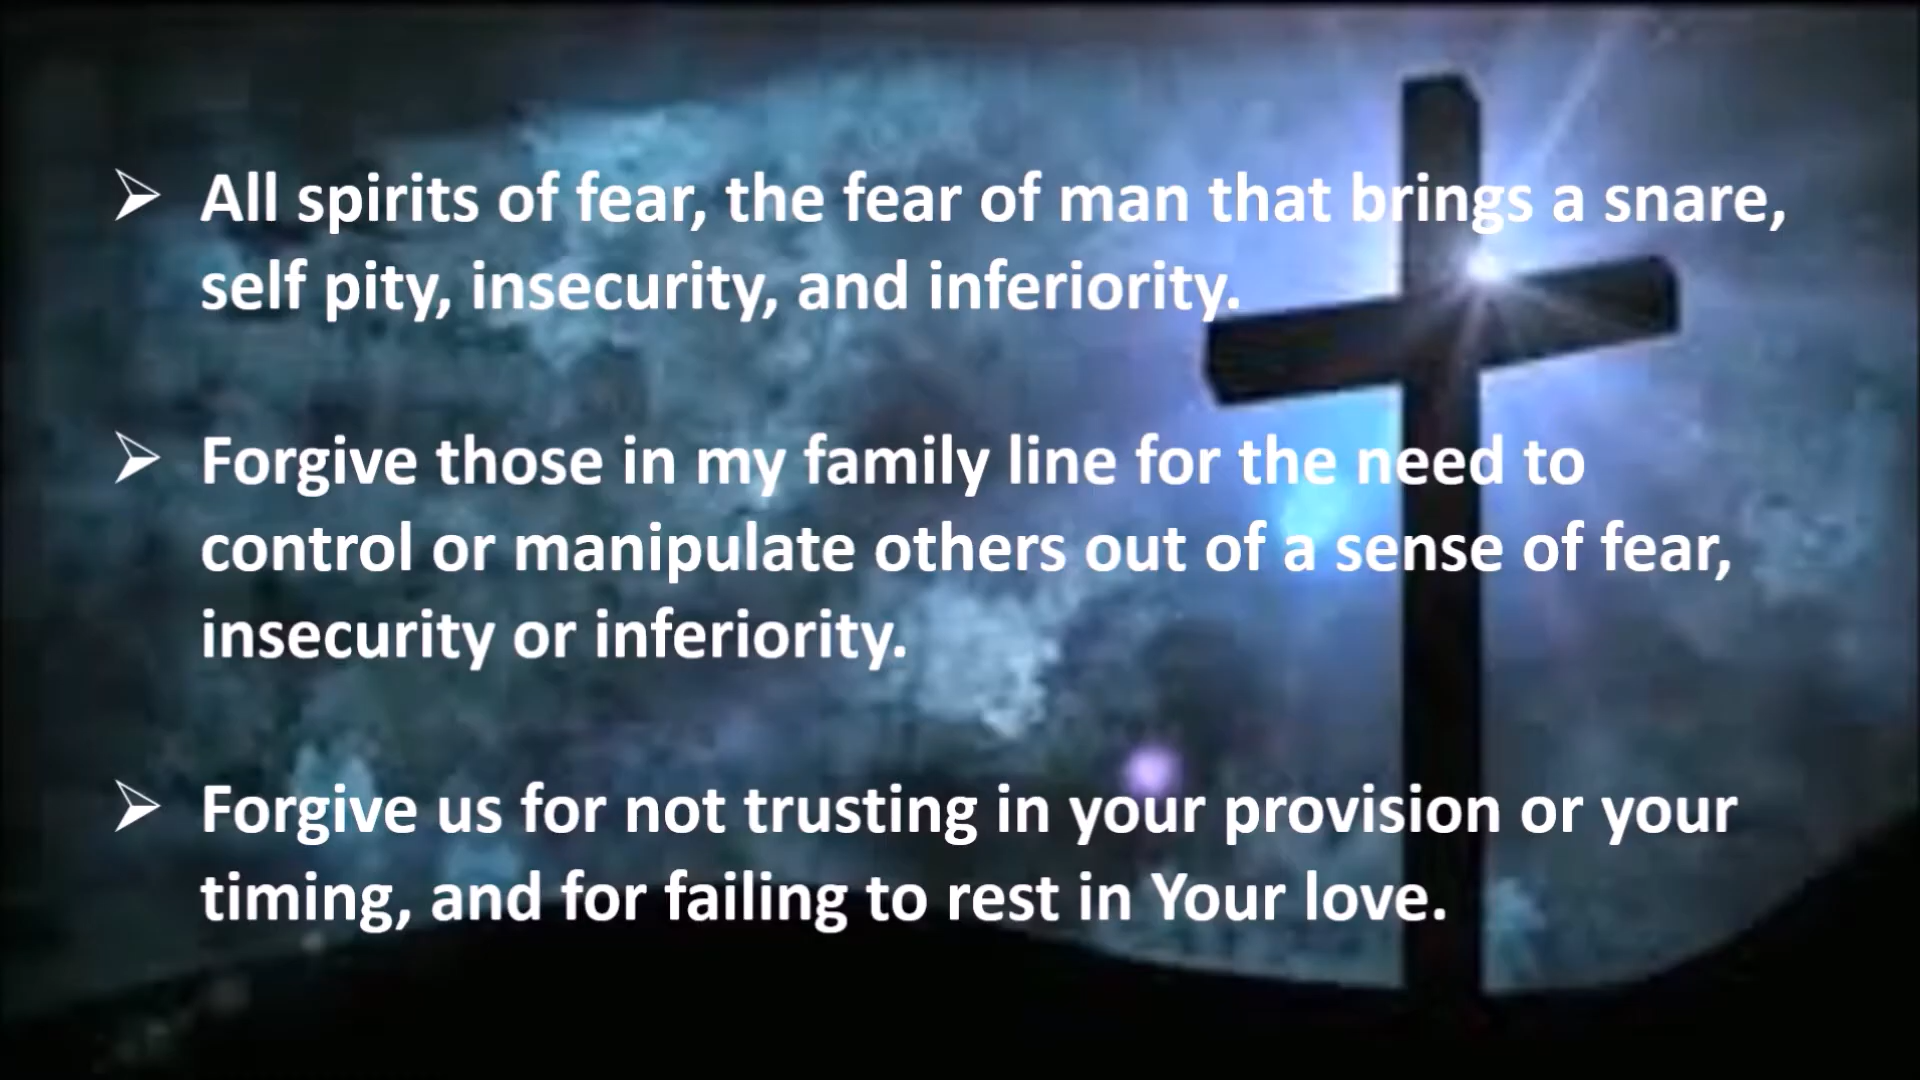 ➢ All spirits of fear, the fear of man that brings a snare,
self pity, insecurity, and inferiority.
➢ Forgive those in my family line for the need to
control or manipulate others out of a sense of fear,
insecurity or inferiority.
➢ Forgive us for not trusting in your provision or your
timing, and for failing to rest in Your love.